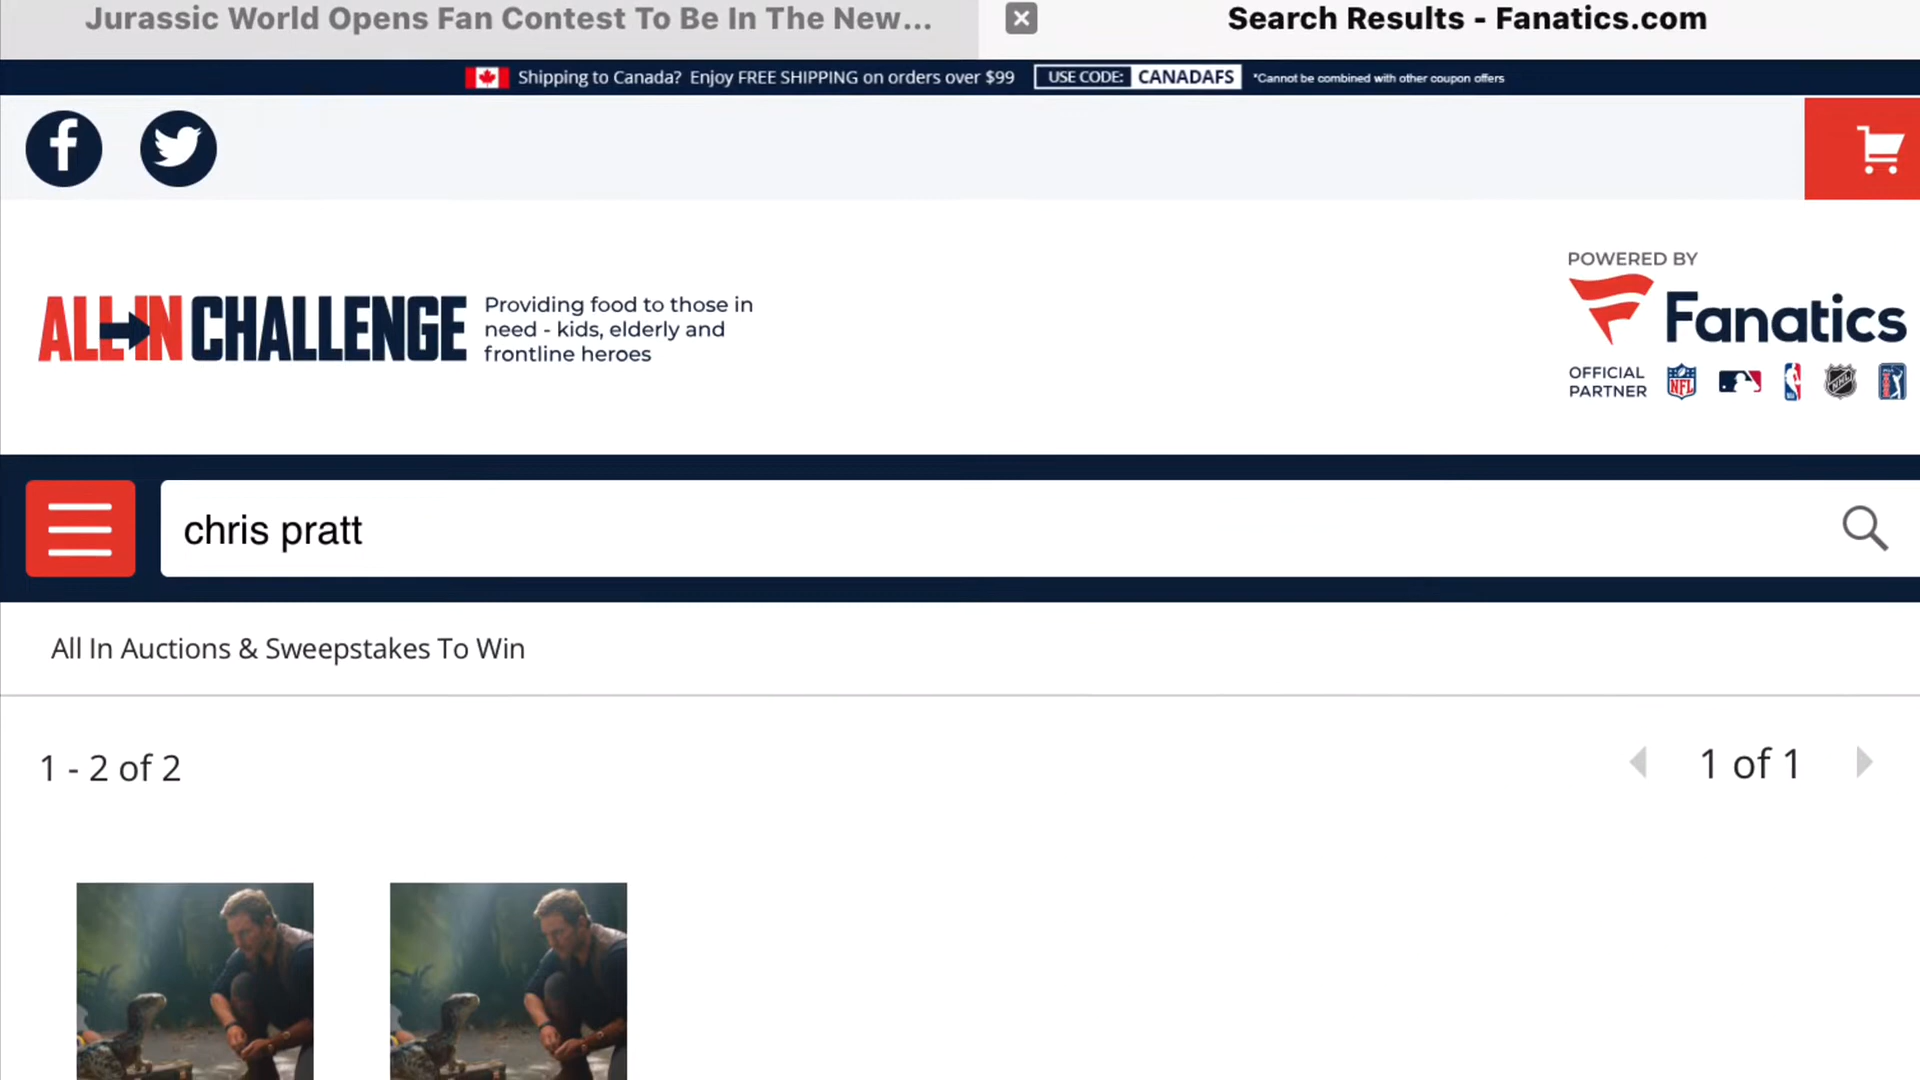 Jurassic World Opens Fan Contest To Be In The New...
Search Results - Fanatics.com
Shipping to Canada? Enjoy FREE SHIPPING on orders over $99 USE CODE: CANADAFS *Cannot be combined with other coupon offers
ALL IN CHALLENGE
Providing food to those in
need - kids, elderly and
frontline heroes
POWERED BY
Fanatics
OFFICIAL
PARTNER
NFL
NHL
chris pratt
All In Auctions & Sweepstakes To Win
1 - 2 of 2
1 of 1